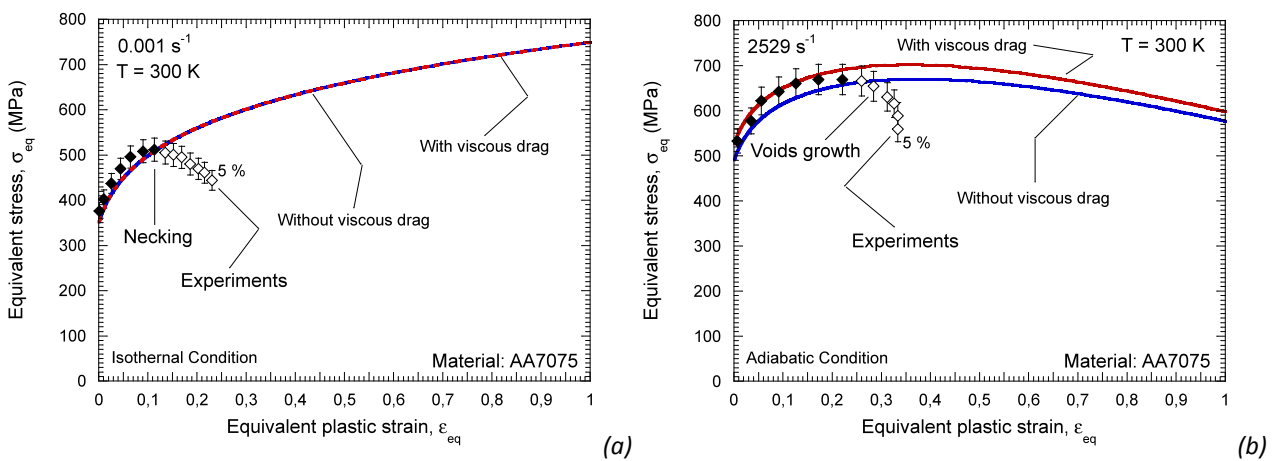 800
700
600
500
400
300
200
100
0
Equivalent stress, σeq (MPa)
0.001 s-1
T = 300 K
5 %
With viscous drag
Without viscous drag
Necking
Experiments
Isothernal Condition
Material: AA7075
0 0,1 0,2 0,3 0,4 0,5 0,6 0,7 0,8 0,9 1
Equivalent plastic strain, εeq
(a)
800
700
600
500
400
300
200
100
0
Equivalent stress, σeq (MPa)
2529 s-1
With viscous drag
T = 300 K
Voids growth
5 %
Without viscous drag
Experiments
Adiabatic Condition
Material: AA7075
0 0,1 0,2 0,3 0,4 0,5 0,6 0,7 0,8 0,9 1
Equivalent plastic strain, εeq
(b)